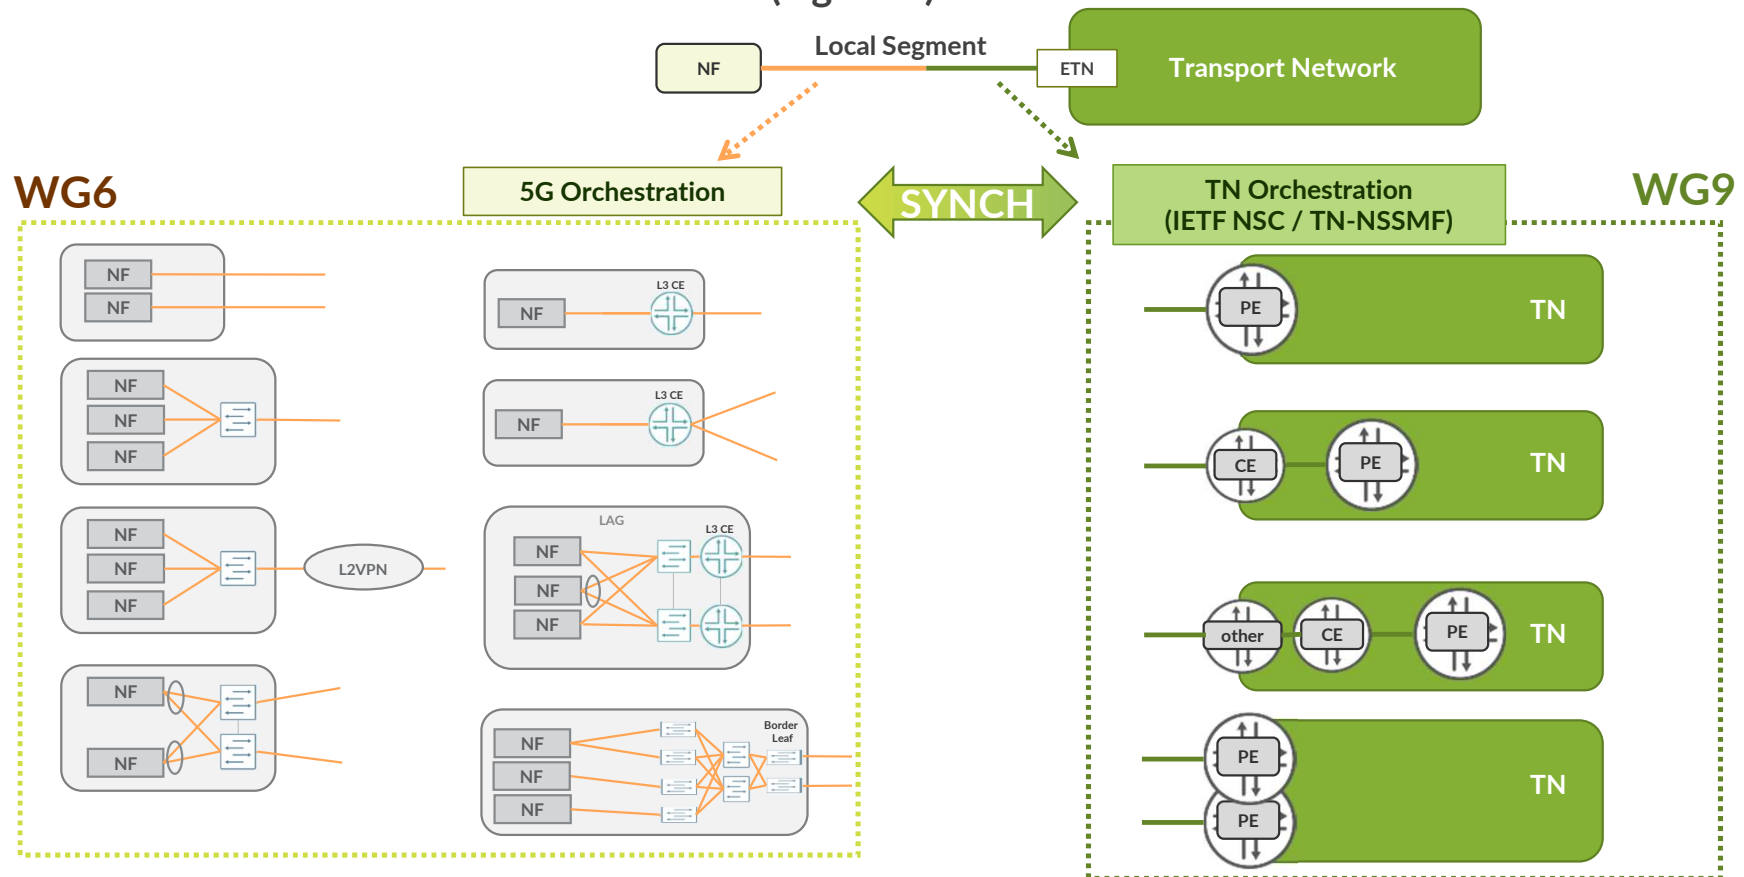 Local Segment
NF
ETN
Transport Network
WG6
5G Orchestration
SYNCH
TN Orchestration
(IETF NSC / TN-NSSMF)
WG9
NF
NF
NF
NF
NF
NF
NF
NF
L2VPN
NF
NF
L3 CE
NF
L3 CE
NF
LAG
L3 CE
NF
NF
NF
Border
Leaf
NF
NF
NF
PE
TN
CE
PE
TN
other
CE
PE
TN
PE
PE
TN